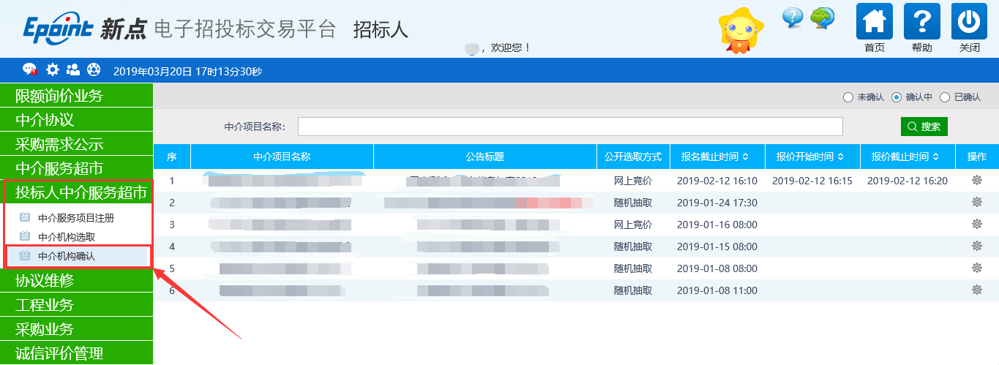 Epoint 新点 电子招投标交易平台 招标人
，欢迎您！
首页 帮助 关闭
2019年03月20日 17时13分30秒
限额询价业务
中介协议
采购需求公示
中介服务超市
投标人中介服务超市
中介服务项目注册
中介机构选取
中介机构确认
协议维修
工程业务
采购业务
诚信评价管理
未确认 确认中 已确认
中介项目名称： 搜索
序 中介项目名称 公告标题 公开选取方式 报名截止时间 报价开始时间 报价截止时间 操作
1 网上竞价 2019-02-12 16:10 2019-02-12 16:15 2019-02-12 16:20
2 随机抽取 2019-01-24 17:30
3 网上竞价 2019-01-16 08:00
4 随机抽取 2019-01-15 08:00
5 随机抽取 2019-01-08 08:00
6 随机抽取 2019-01-08 11:00